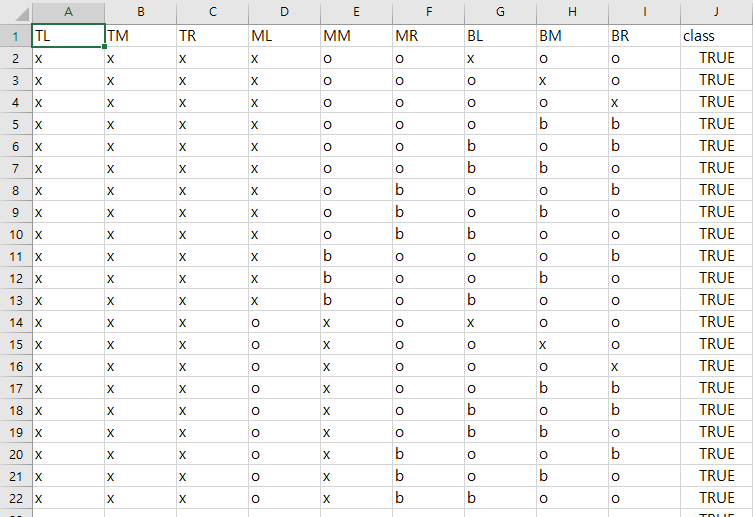 A B C D E F G H I J
1 TL TM TR ML MM MR BL BM BR class
2 x x x x o o x o o TRUE
3 x x x x o o o x o TRUE
4 x x x x o o o o x TRUE
5 x x x x o o o b b TRUE
6 x x x x o o b o b TRUE
7 x x x x o o b b o TRUE
8 x x x x o b o o b TRUE
9 x x x x o b o b o TRUE
10 x x x x o b b o o TRUE
11 x x x x b o o o b TRUE
12 x x x x b o o b o TRUE
13 x x x x b o b o o TRUE
14 x x x o x o x o o TRUE
15 x x x o x o o x o TRUE
16 x x x o x o o o x TRUE
17 x x x o x o o b b TRUE
18 x x x o x o b o b TRUE
19 x x x o x o b b o TRUE
20 x x x o x b o o b TRUE
21 x x x o x b o b o TRUE
22 x x x o x b b o o TRUE